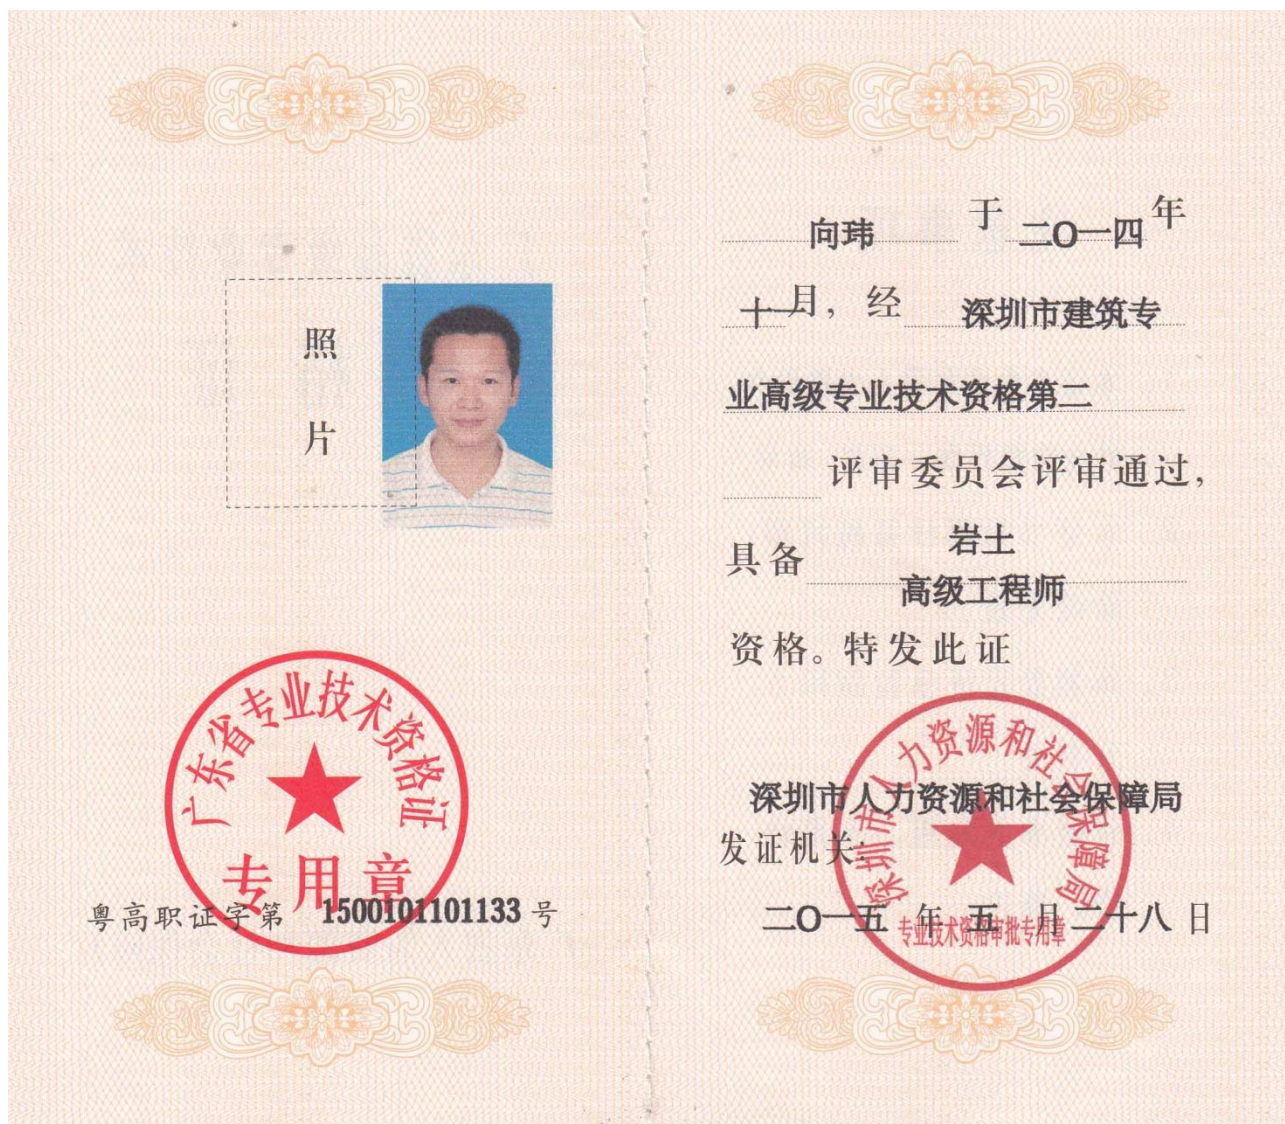 照
片
广东省专业技术资格证
专用章
粤高职证字第 1500101101133 号
向玮 于 二O一四 年
十一月，经 深圳市建筑专
业高级专业技术资格第二
评审委员会评审通过，
具备 岩土
高级工程师
资格。特发此证
深圳市人力资源和社会保障局
深圳市人力资源和社会保障局
发证机关：
二O一五 年 五 月 二十八 日
专业技术资格审批专用章